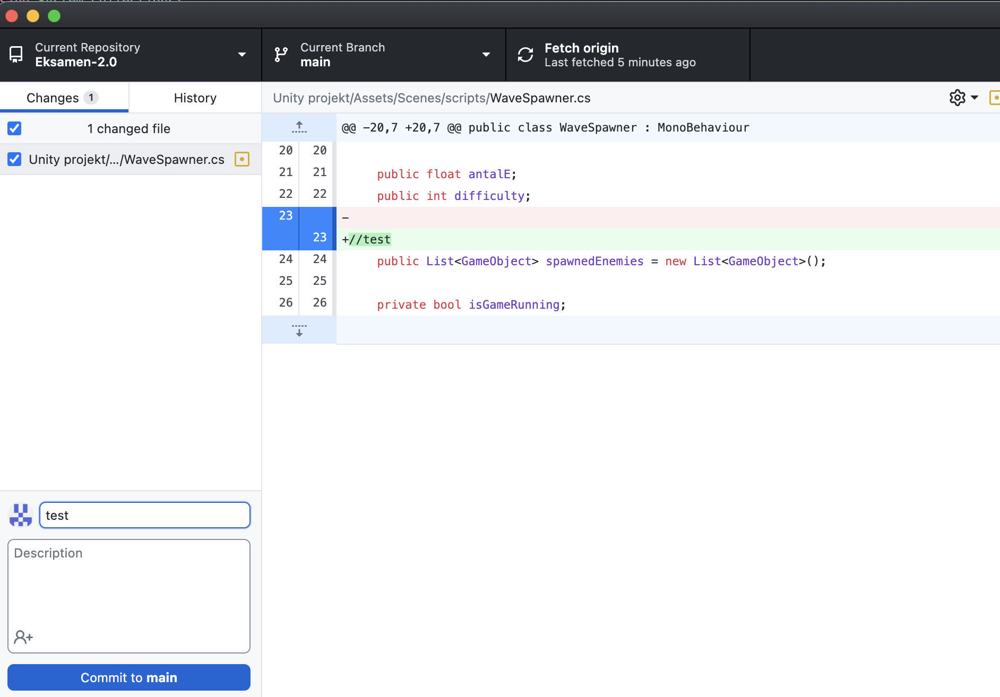 Current Repository
Eksamen-2.0
Current Branch
main
Fetch origin
Last fetched 5 minutes ago
Changes 1
History
Unity projekt/Assets/Scenes/scripts/WaveSpawner.cs
1 changed file
Unity projekt/.../WaveSpawner.cs
@@ -20,7 +20,7 @@ public class WaveSpawner : MonoBehaviour
20 20
21 21 public float antalE;
22 22 public int difficulty;
23 -
23 +//test
24 24 public List<GameObject> spawnedEnemies = new List<GameObject>();
25 25
26 26 private bool isGameRunning;
test
Description
Commit to main